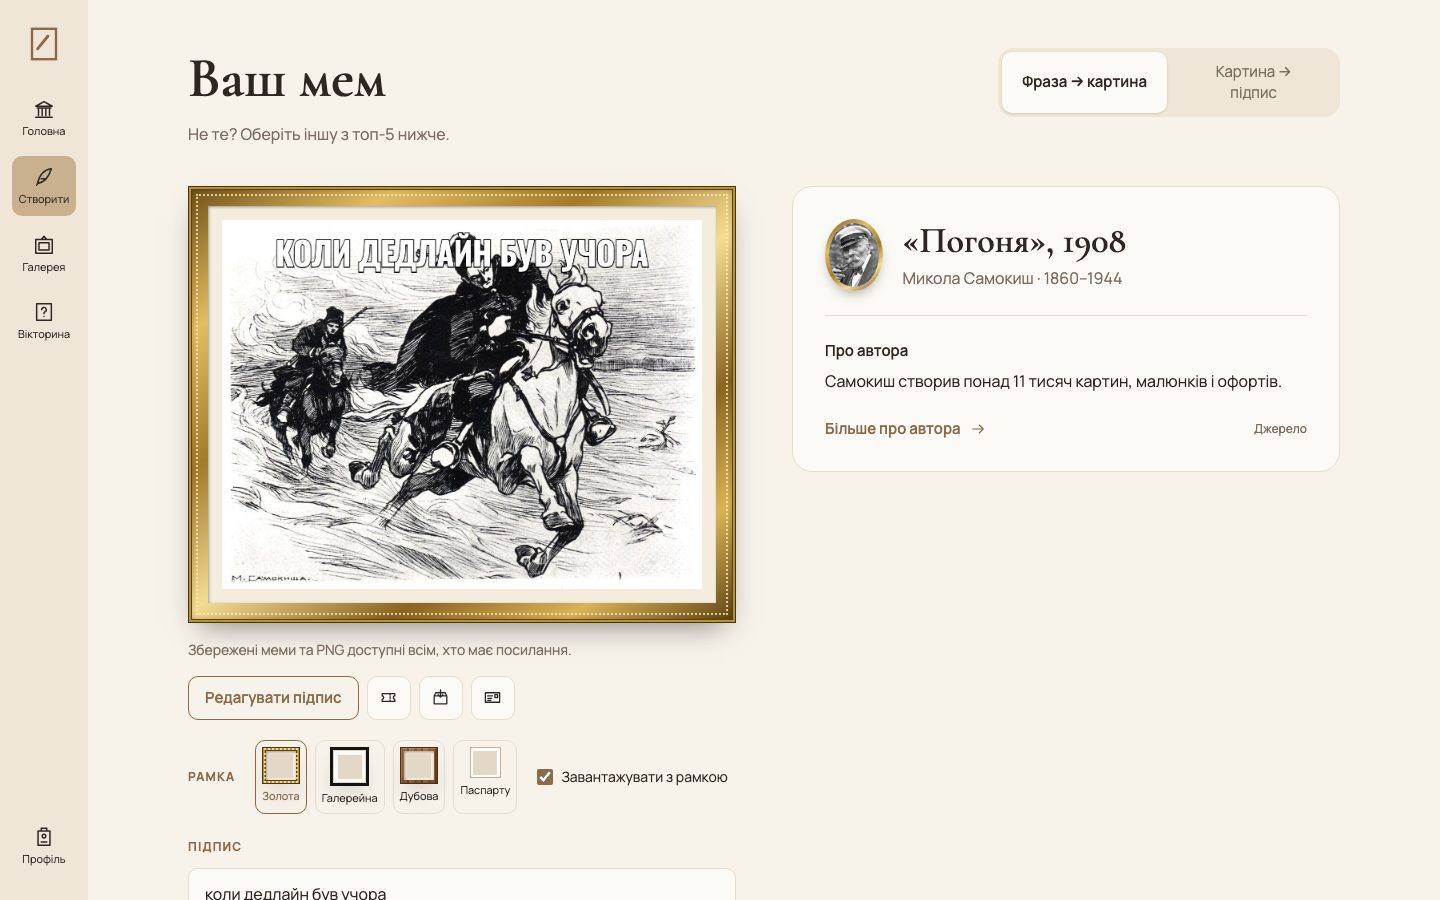 Ваш мем
Не те? Оберіть іншу з топ-5 нижче.
Фраза → картина
Картина →
підпис
Головна
Створити
Галерея
Вікторина
Профіль
КОЛИ ДЕДЛАЙН БУВ УЧОРА
М. САМОКИША.
«Погоня», 1908
Микола Самокиш · 1860–1944
Про автора
Самокиш створив понад 11 тисяч картин, малюнків і офортів.
Більше про автора →
Джерело
Збережені меми та PNG доступні всім, хто має посилання.
Редагувати підпис
РАМКА
Золота
Галерейна
Дубова
Паспарту
Завантажувати з рамкою
ПІДПИС
коли дедлайн був учора